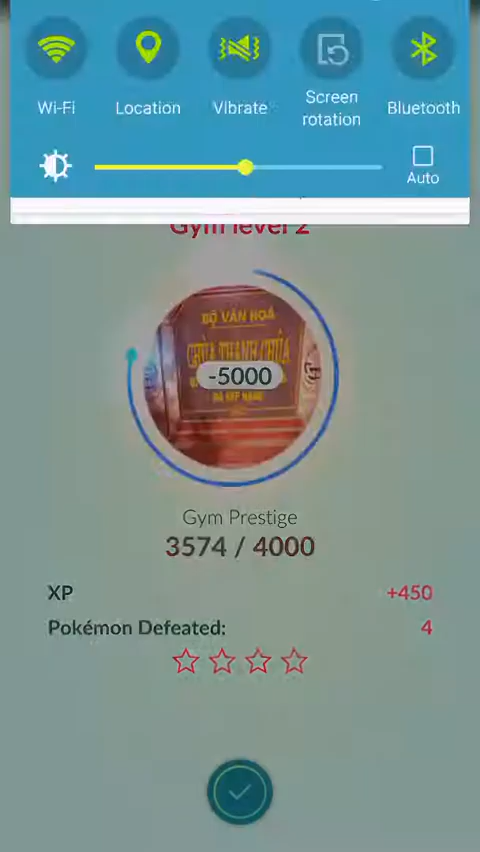 Wi-Fi
Location
Vibrate
Screen
rotation
Bluetooth
Auto
Gym level 2
BỘ VĂN HOÁ
CHÙA THANH CHÚA
-5000
Gym Prestige
3574 / 4000
XP
+450
Pokémon Defeated:
4